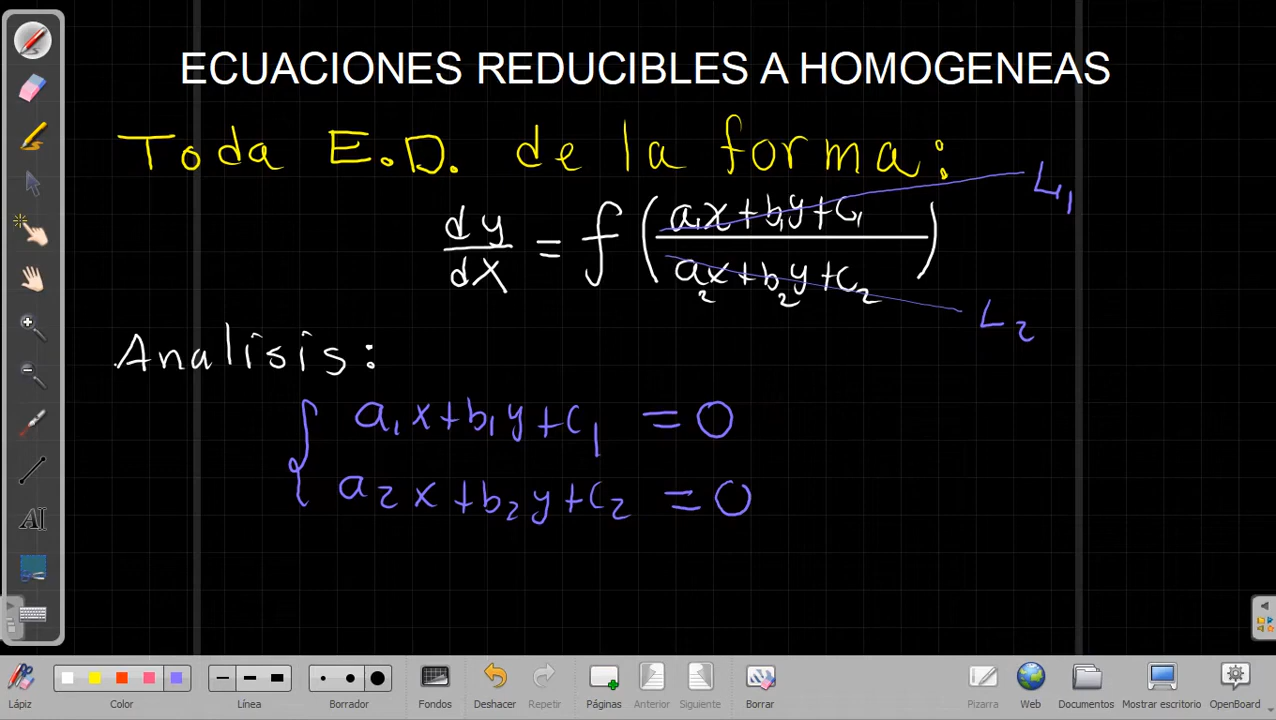 ECUACIONES REDUCIBLES A HOMOGENEAS
Toda E.D. de la forma:
dy/dx = f((a₁x+b₁y+c₁)/(a₂x+b₂y+c₂))
L₁
L₂
Analisis:
{ a₁x+b₁y+c₁ = 0
a₂x+b₂y+c₂ = 0
Lápiz Color Línea Borrador Fondos Deshacer Repetir Páginas Anterior Siguiente Borrar Pizarra Web Documentos Mostrar escritorio OpenBoard